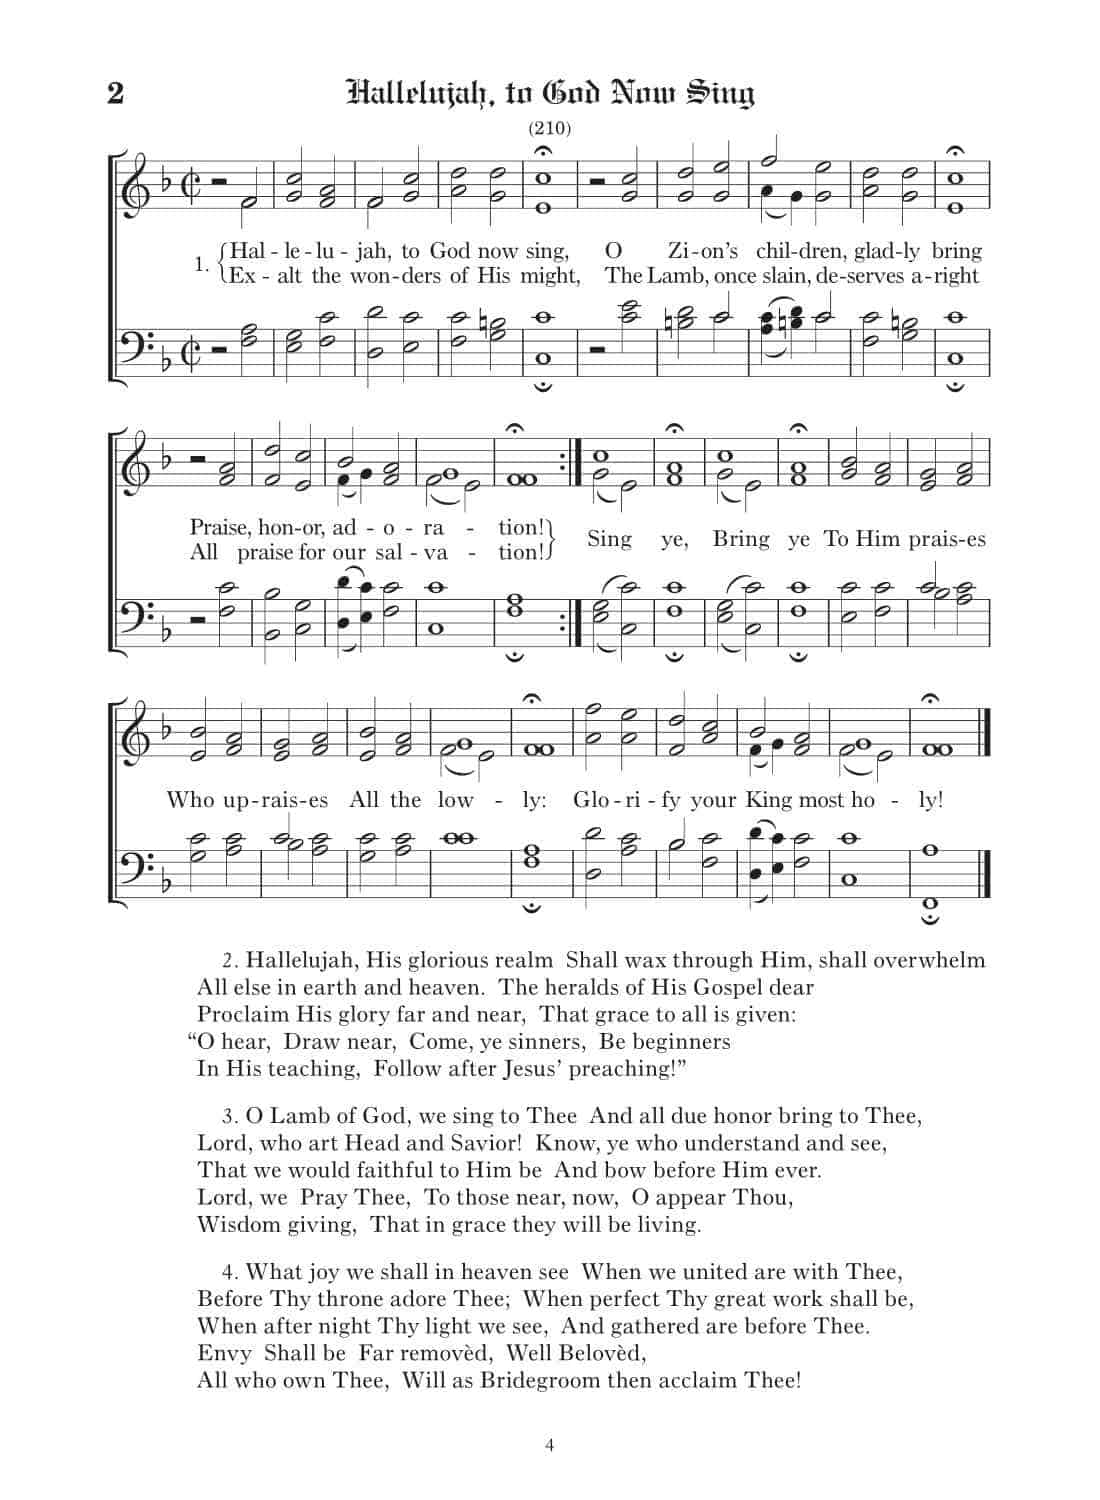 2
Hallelujah, to God Now Sing
(210)
1. Hal - le - lu - jah, to God now sing, O Zi - on's chil - dren, glad - ly bring
Ex - alt the won - ders of His might, The Lamb, once slain, de - serves a - right
Praise, hon - or, ad - o - ra - tion!
All praise for our sal - va - tion!
Sing ye, Bring ye To Him prais - es
Who up - rais - es All the low - ly: Glo - ri - fy your King most ho - ly!
2. Hallelujah, His glorious realm Shall wax through Him, shall overwhelm
All else in earth and heaven. The heralds of His Gospel dear
Proclaim His glory far and near, That grace to all is given:
“O hear, Draw near, Come, ye sinners, Be beginners
In His teaching, Follow after Jesus’ preaching!”
3. O Lamb of God, we sing to Thee And all due honor bring to Thee,
Lord, who art Head and Savior! Know, ye who understand and see,
That we would faithful to Him be And bow before Him ever.
Lord, we Pray Thee, To those near, now, O appear Thou,
Wisdom giving, That in grace they will be living.
4. What joy we shall in heaven see When we united are with Thee,
Before Thy throne adore Thee; When perfect Thy great work shall be,
When after night Thy light we see, And gathered are before Thee.
Envy Shall be Far removèd, Well Belovèd,
All who own Thee, Will as Bridegroom then acclaim Thee!
4